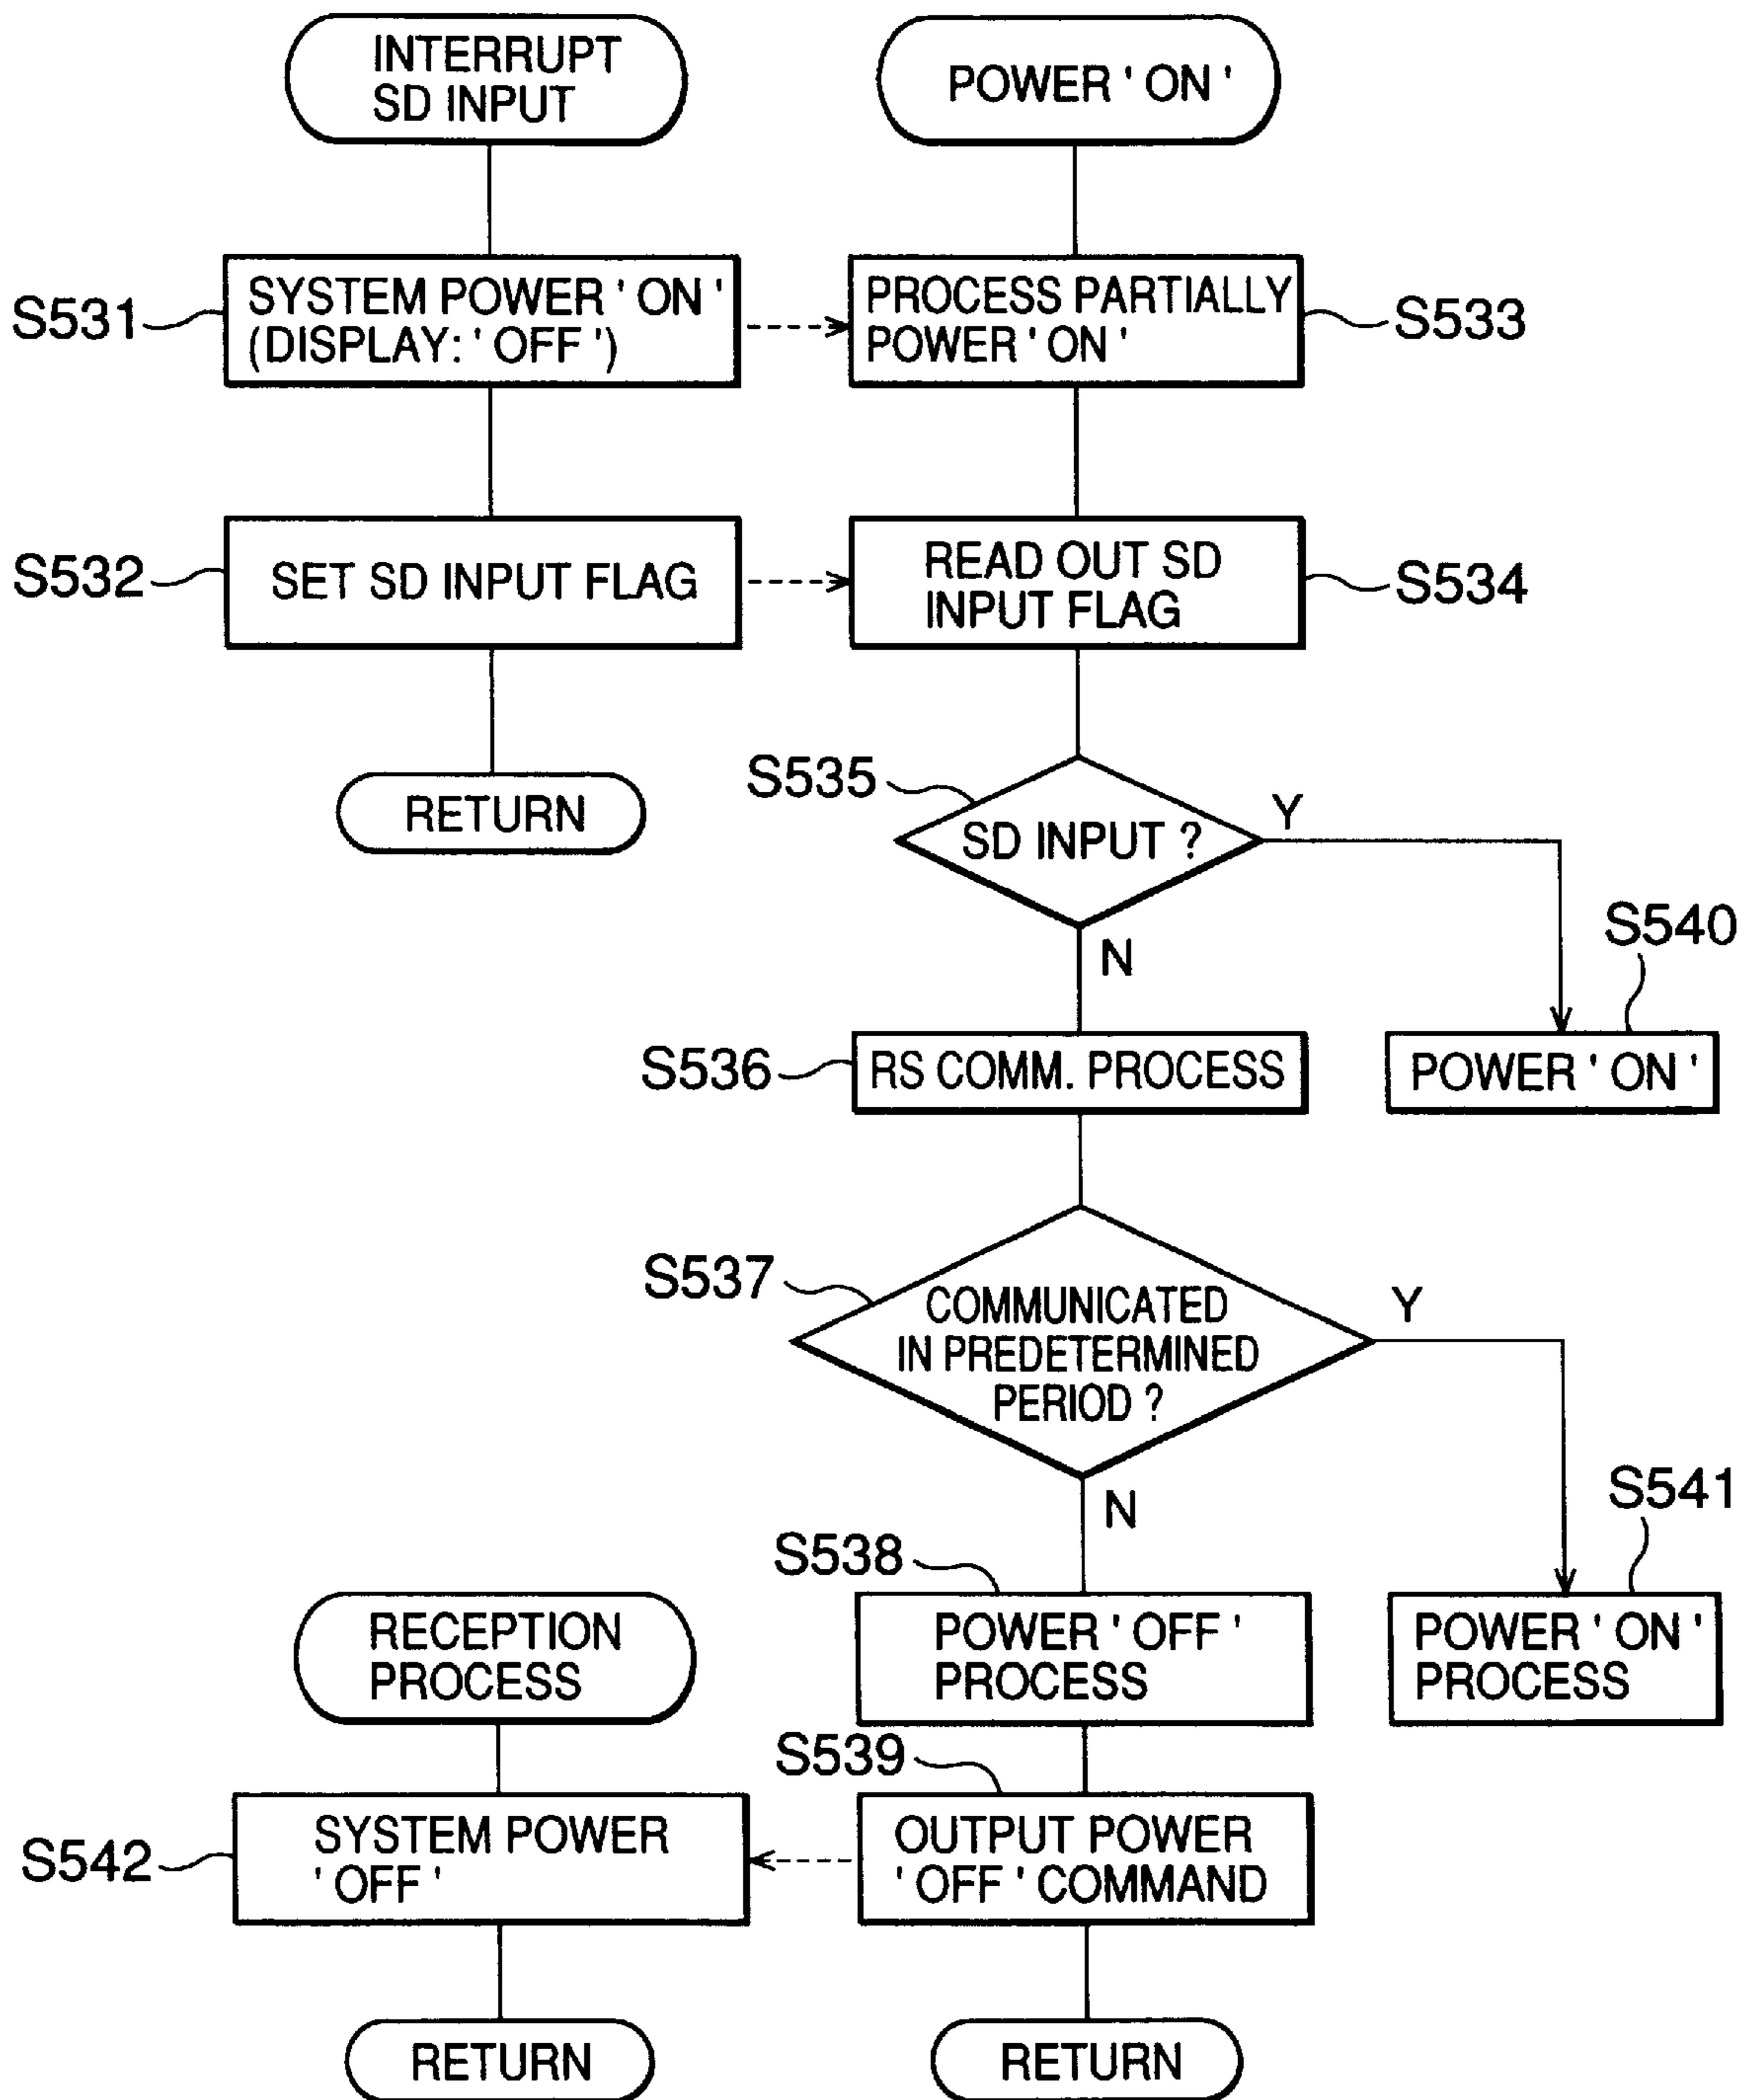 INTERRUPT
SD INPUT
POWER ' ON '
S531
SYSTEM POWER ' ON '
(DISPLAY: ' OFF ')
PROCESS PARTIALLY
POWER ' ON '
S533
S532
SET SD INPUT FLAG
READ OUT SD
INPUT FLAG
S534
RETURN
S535
SD INPUT ?
Y
N
S540
S536
RS COMM. PROCESS
POWER ' ON '
S537
COMMUNICATED
IN PREDETERMINED
PERIOD ?
Y
N
S541
S538
POWER ' OFF '
PROCESS
POWER ' ON '
PROCESS
RECEPTION
PROCESS
S539
S542
SYSTEM POWER
' OFF '
OUTPUT POWER
' OFF ' COMMAND
RETURN
RETURN